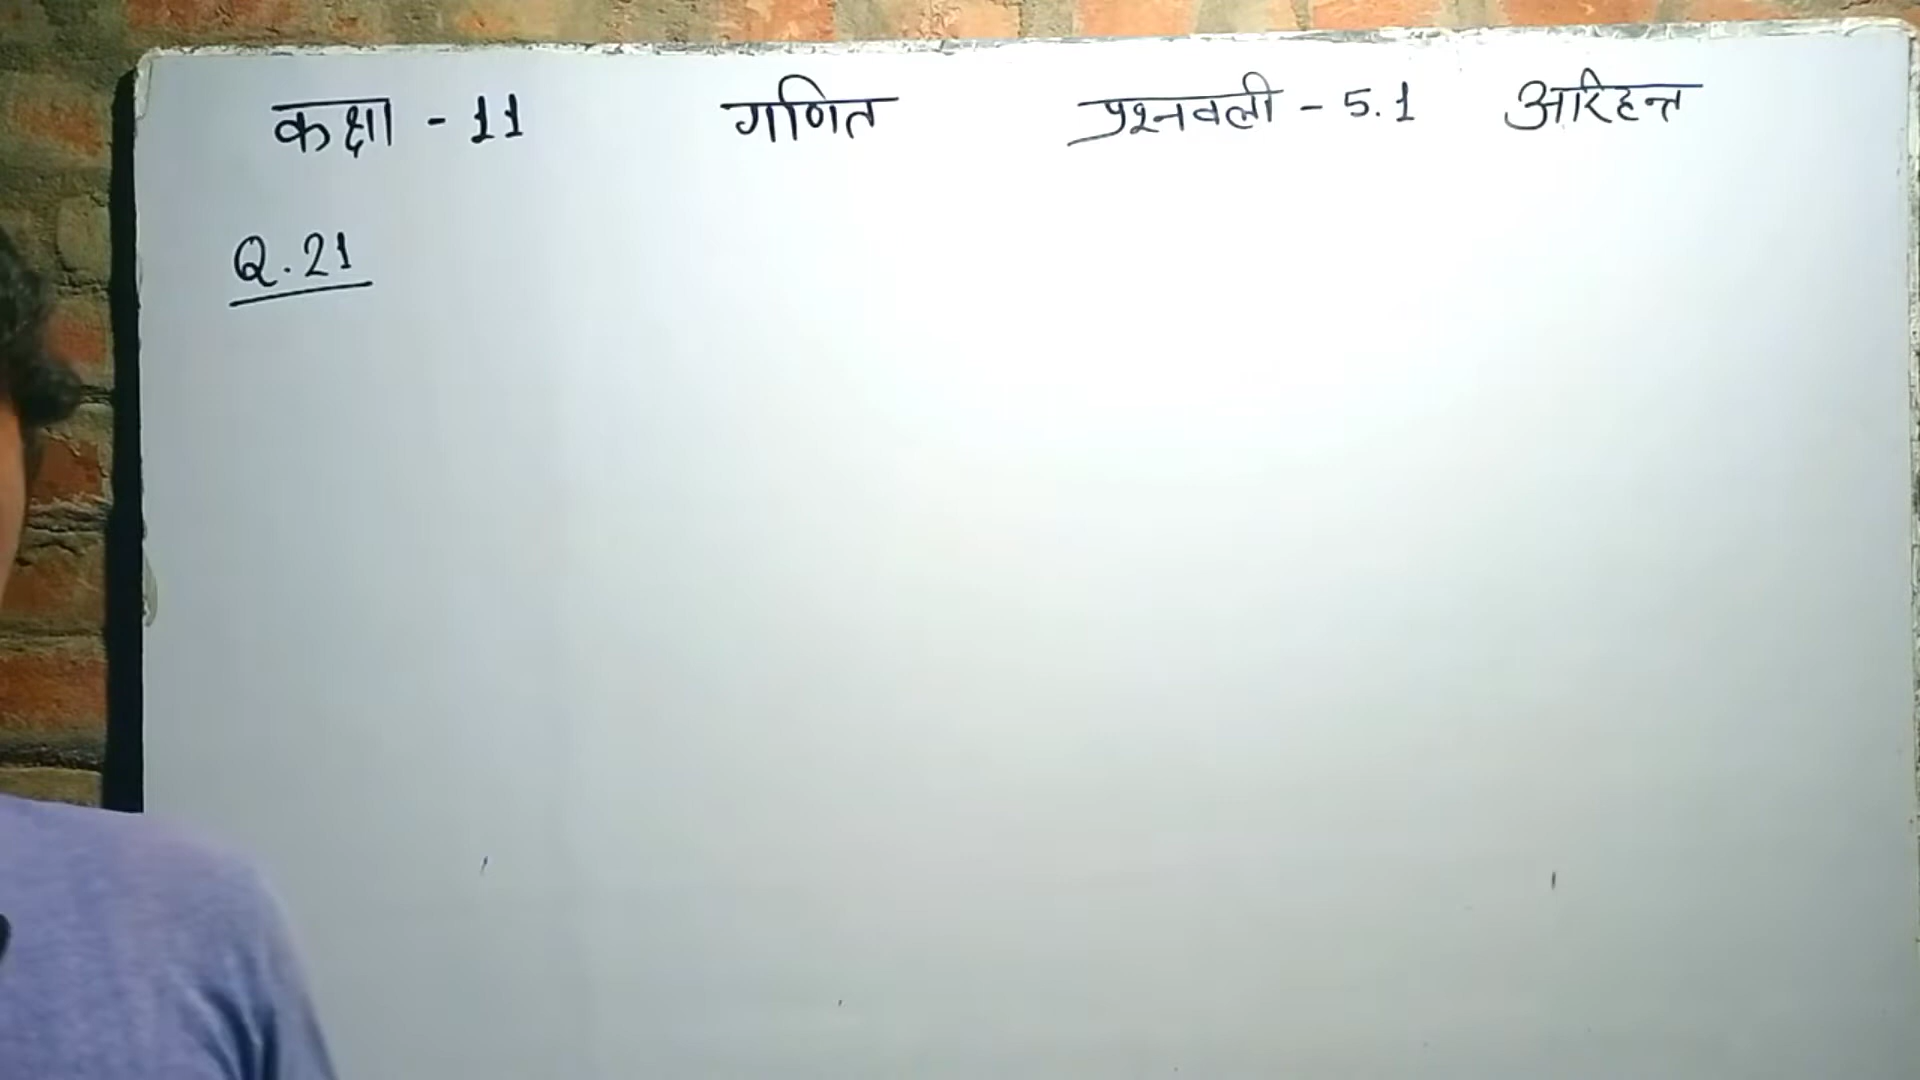 कक्षा - 11 गणित प्रश्नवली - 5.1 अरिहन्त
Q.21